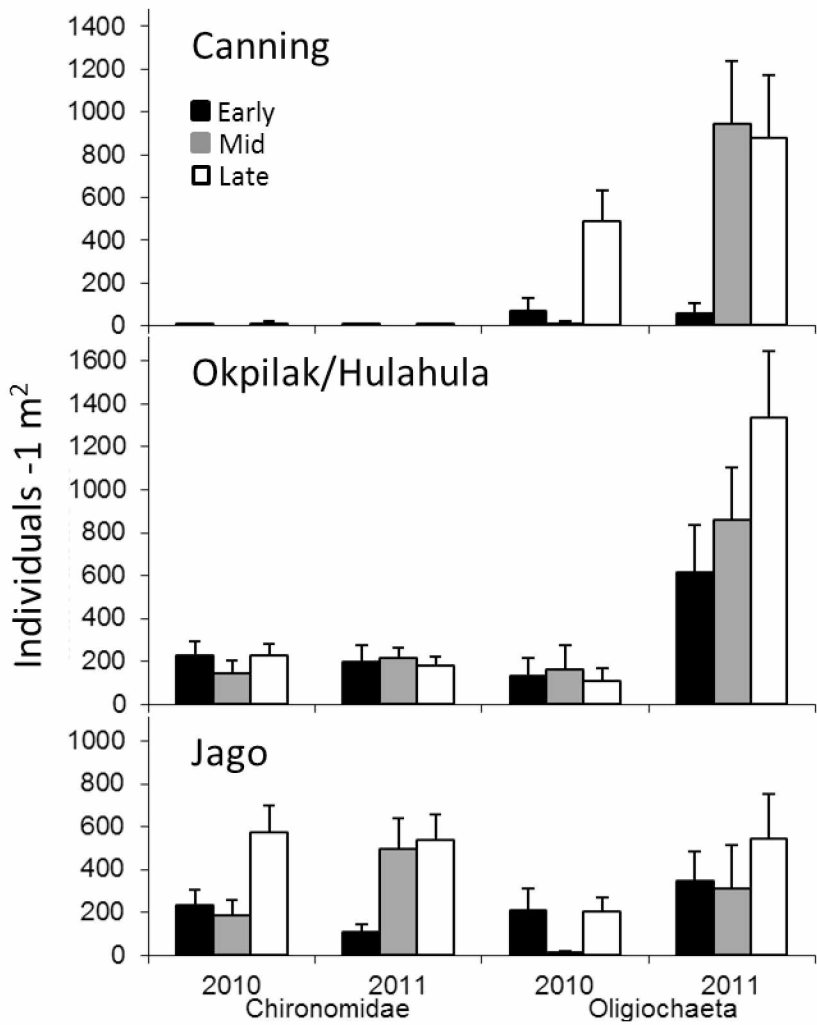 Individuals -1 m²
Canning
Early
Mid
Late
1400
1200
1000
800
600
400
200
0
Okpilak/Hulahula
1600
1400
1200
1000
800
600
400
200
0
Jago
1000
800
600
400
200
0
2010 2011 2010 2011
Chironomidae Oligiochaeta